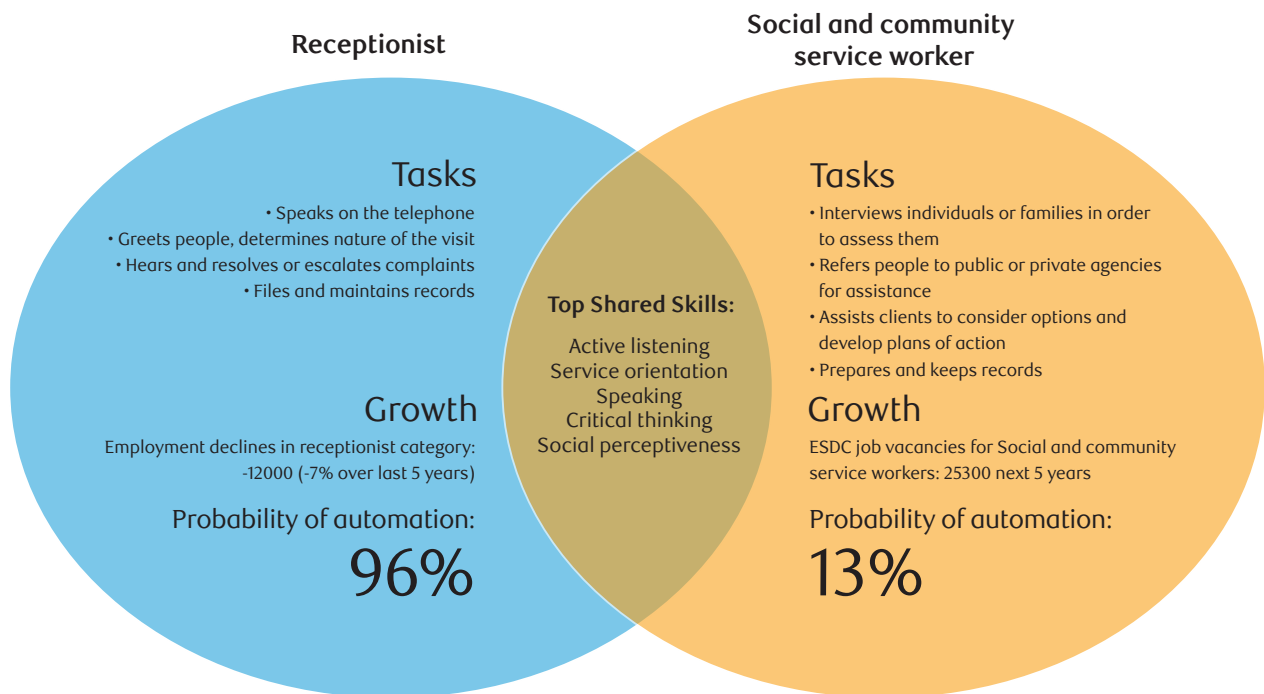 Receptionist
Tasks
• Speaks on the telephone
• Greets people, determines nature of the visit
• Hears and resolves or escalates complaints
• Files and maintains records
Growth
Employment declines in receptionist category:
-12000 (-7% over last 5 years)
Probability of automation:
96%
Top Shared Skills:
Active listening
Service orientation
Speaking
Critical thinking
Social perceptiveness
Social and community
service worker
Tasks
• Interviews individuals or families in order
to assess them
• Refers people to public or private agencies
for assistance
• Assists clients to consider options and
develop plans of action
• Prepares and keeps records
Growth
ESDC job vacancies for Social and community
service workers: 25300 next 5 years
Probability of automation:
13%